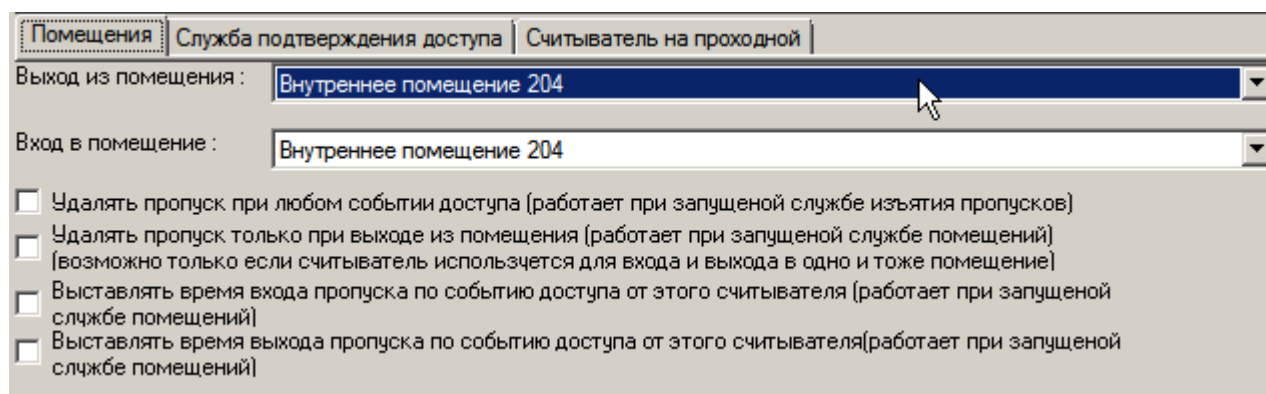 Помещения Служба подтверждения доступа Считыватель на проходной
Выход из помещения : Внутреннее помещение 204
Вход в помещение : Внутреннее помещение 204
Удалять пропуск при любом событии доступа (работает при запущеной службе изъятия пропусков)
Удалять пропуск только при выходе из помещения (работает при запущеной службе помещений)
(возможно только если считыватель используется для входа и выхода в одно и тоже помещение)
Выставлять время входа пропуска по событию доступа от этого считывателя (работает при запущеной
службе помещений)
Выставлять время выхода пропуска по событию доступа от этого считывателя(работает при запущеной
службе помещений)